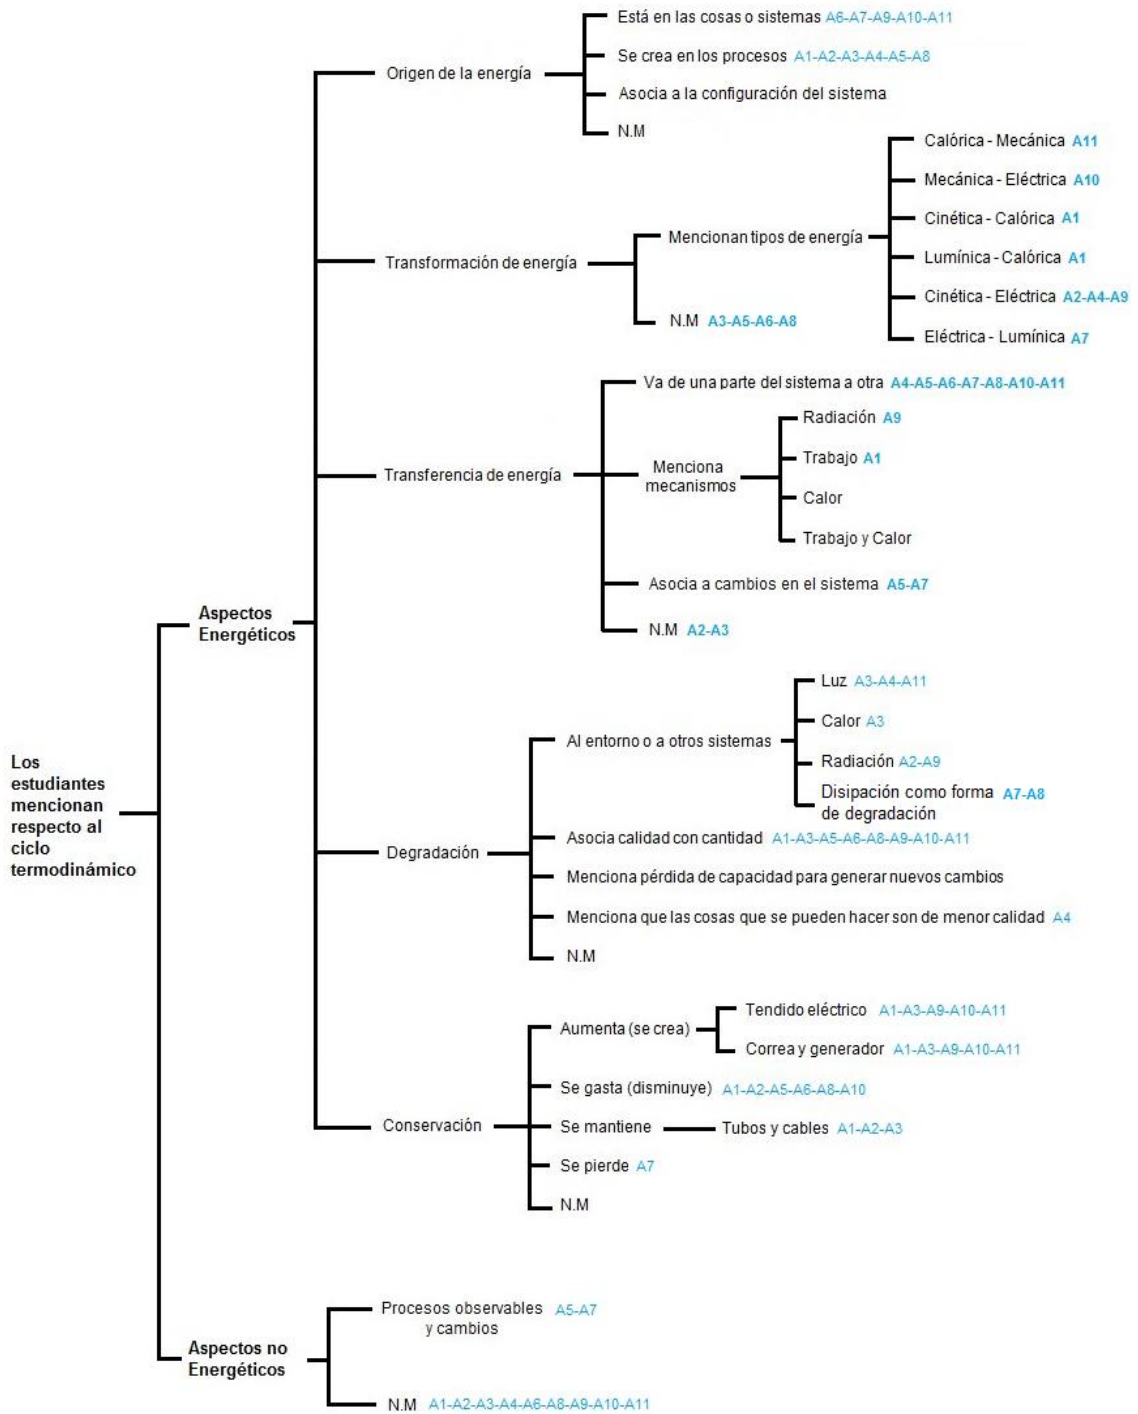 Está en las cosas o sistemas A6-A7-A9-A10-A11
Se crea en los procesos A1-A2-A3-A4-A5-A8
Origen de la energía
Asocia a la configuración del sistema
N.M
Calórica - Mecánica A11
Mecánica - Eléctrica A10
Cinética - Calórica A1
Mencionan tipos de energía
Lumínica - Calórica A1
Transformación de energía
Cinética - Eléctrica A2-A4-A9
N.M A3-A5-A6-A8
Eléctrica - Lumínica A7
Va de una parte del sistema a otra A4-A5-A6-A7-A8-A10-A11
Radiación A9
Trabajo A1
Transferencia de energía
Menciona
mecanismos
Calor
Trabajo y Calor
Asocia a cambios en el sistema A5-A7
Aspectos
Energéticos
N.M A2-A3
Luz A3-A4-A11
Calor A3
Al entorno o a otros sistemas
Radiación A2-A9
Disipación como forma A7-A8
de degradación
Los
estudiantes
mencionan
respecto al
ciclo
termodinámico
Asocia calidad con cantidad A1-A3-A5-A6-A8-A9-A10-A11
Degradación
Menciona pérdida de capacidad para generar nuevos cambios
Menciona que las cosas que se pueden hacer son de menor calidad A4
N.M
Tendido eléctrico A1-A3-A9-A10-A11
Aumenta (se crea)
Correa y generador A1-A3-A9-A10-A11
Se gasta (disminuye) A1-A2-A5-A6-A8-A10
Conservación
Se mantiene
Tubos y cables A1-A2-A3
Se pierde A7
N.M
Procesos observables A5-A7
y cambios
Aspectos no
Energéticos
N.M A1-A2-A3-A4-A6-A8-A9-A10-A11